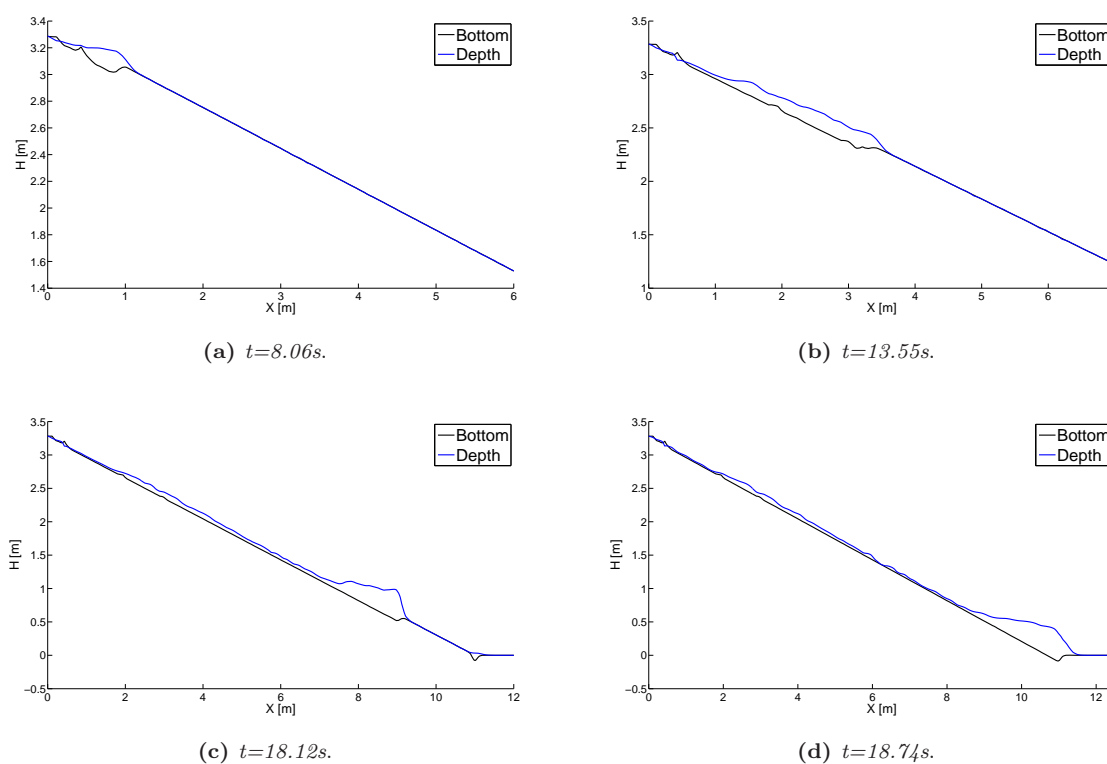 3.4
3.2
3
2.8
2.6
2.4
2.2
2
1.8
1.6
1.4
0 1 2 3 4 5 6
H [m]
X [m]
Bottom
Depth
(a) t=8.06s.
3.5
3
2.5
2
1.5
1
0 1 2 3 4 5 6 7
H [m]
X [m]
Bottom
Depth
(b) t=13.55s.
3.5
3
2.5
2
1.5
1
0.5
0
−0.5
0 2 4 6 8 10 12
H [m]
X [m]
Bottom
Depth
(c) t=18.12s.
3.5
3
2.5
2
1.5
1
0.5
0
−0.5
0 2 4 6 8 10 12
H [m]
X [m]
Bottom
Depth
(d) t=18.74s.